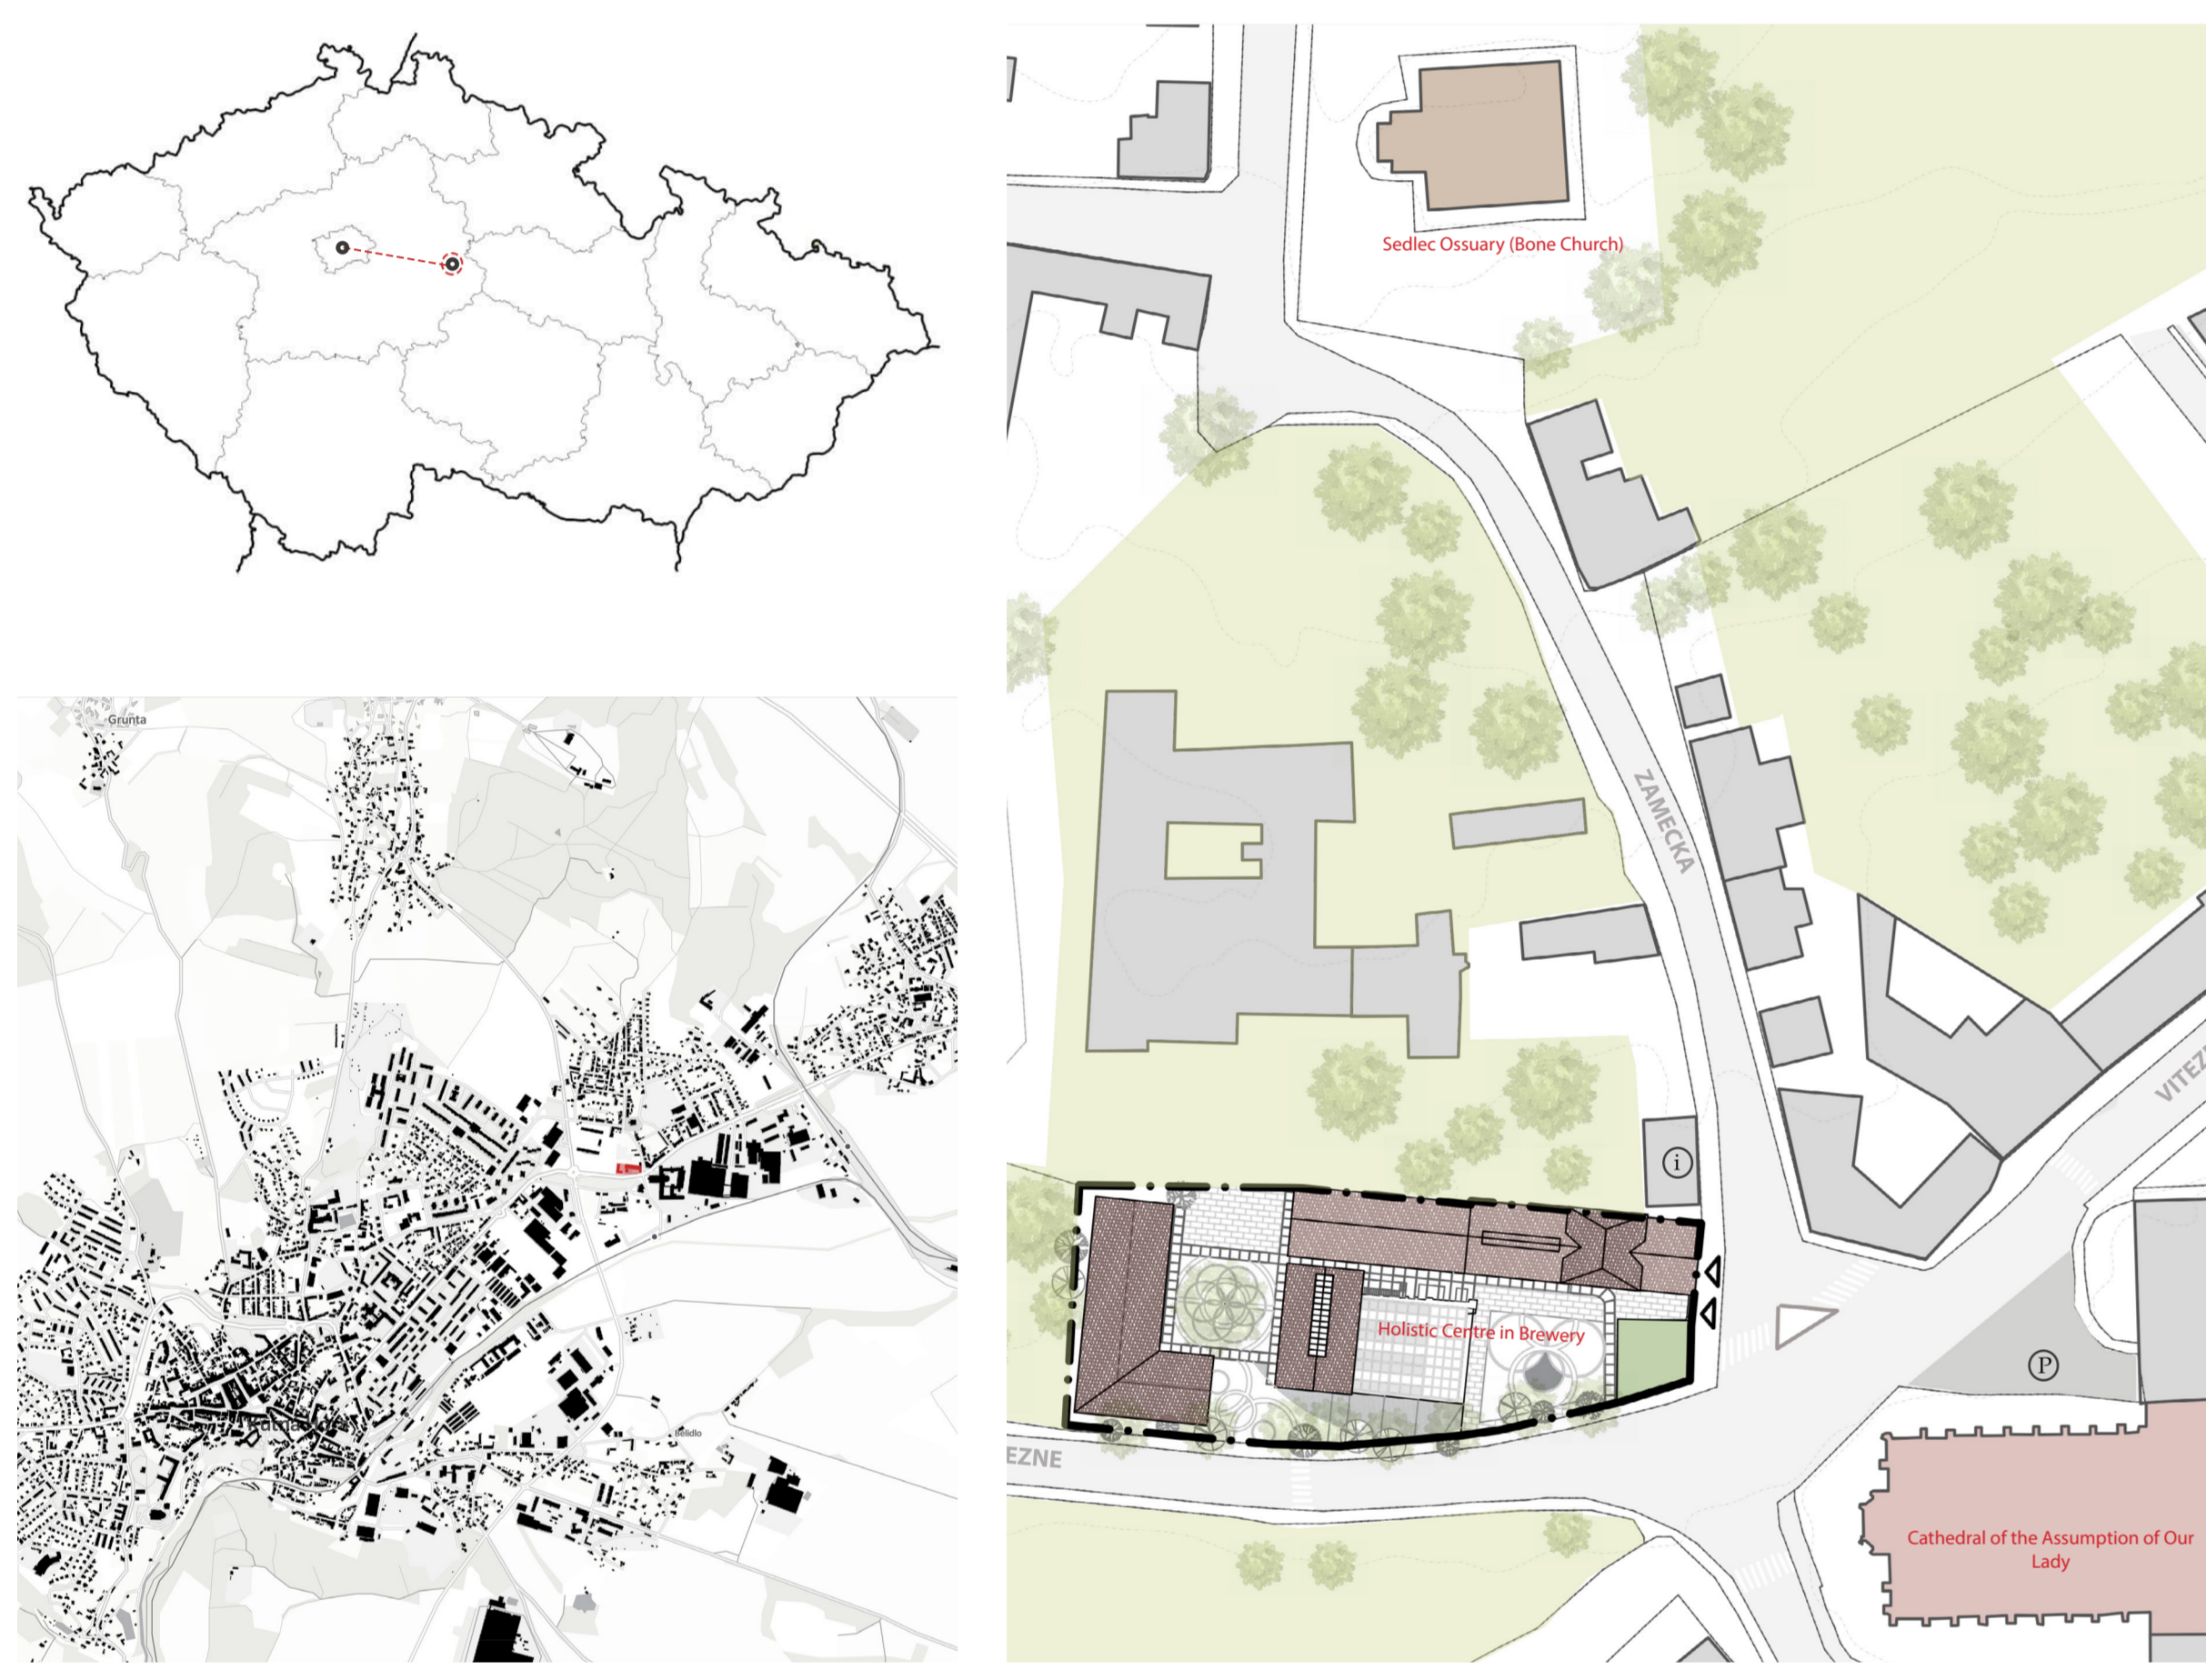 Grunta
Bělidlo
Sedlec Ossuary (Bone Church)
ZAMECKA
VITEZ
i
Holistic Centre in Brewery
P
EZNE
Cathedral of the Assumption of Our
Lady